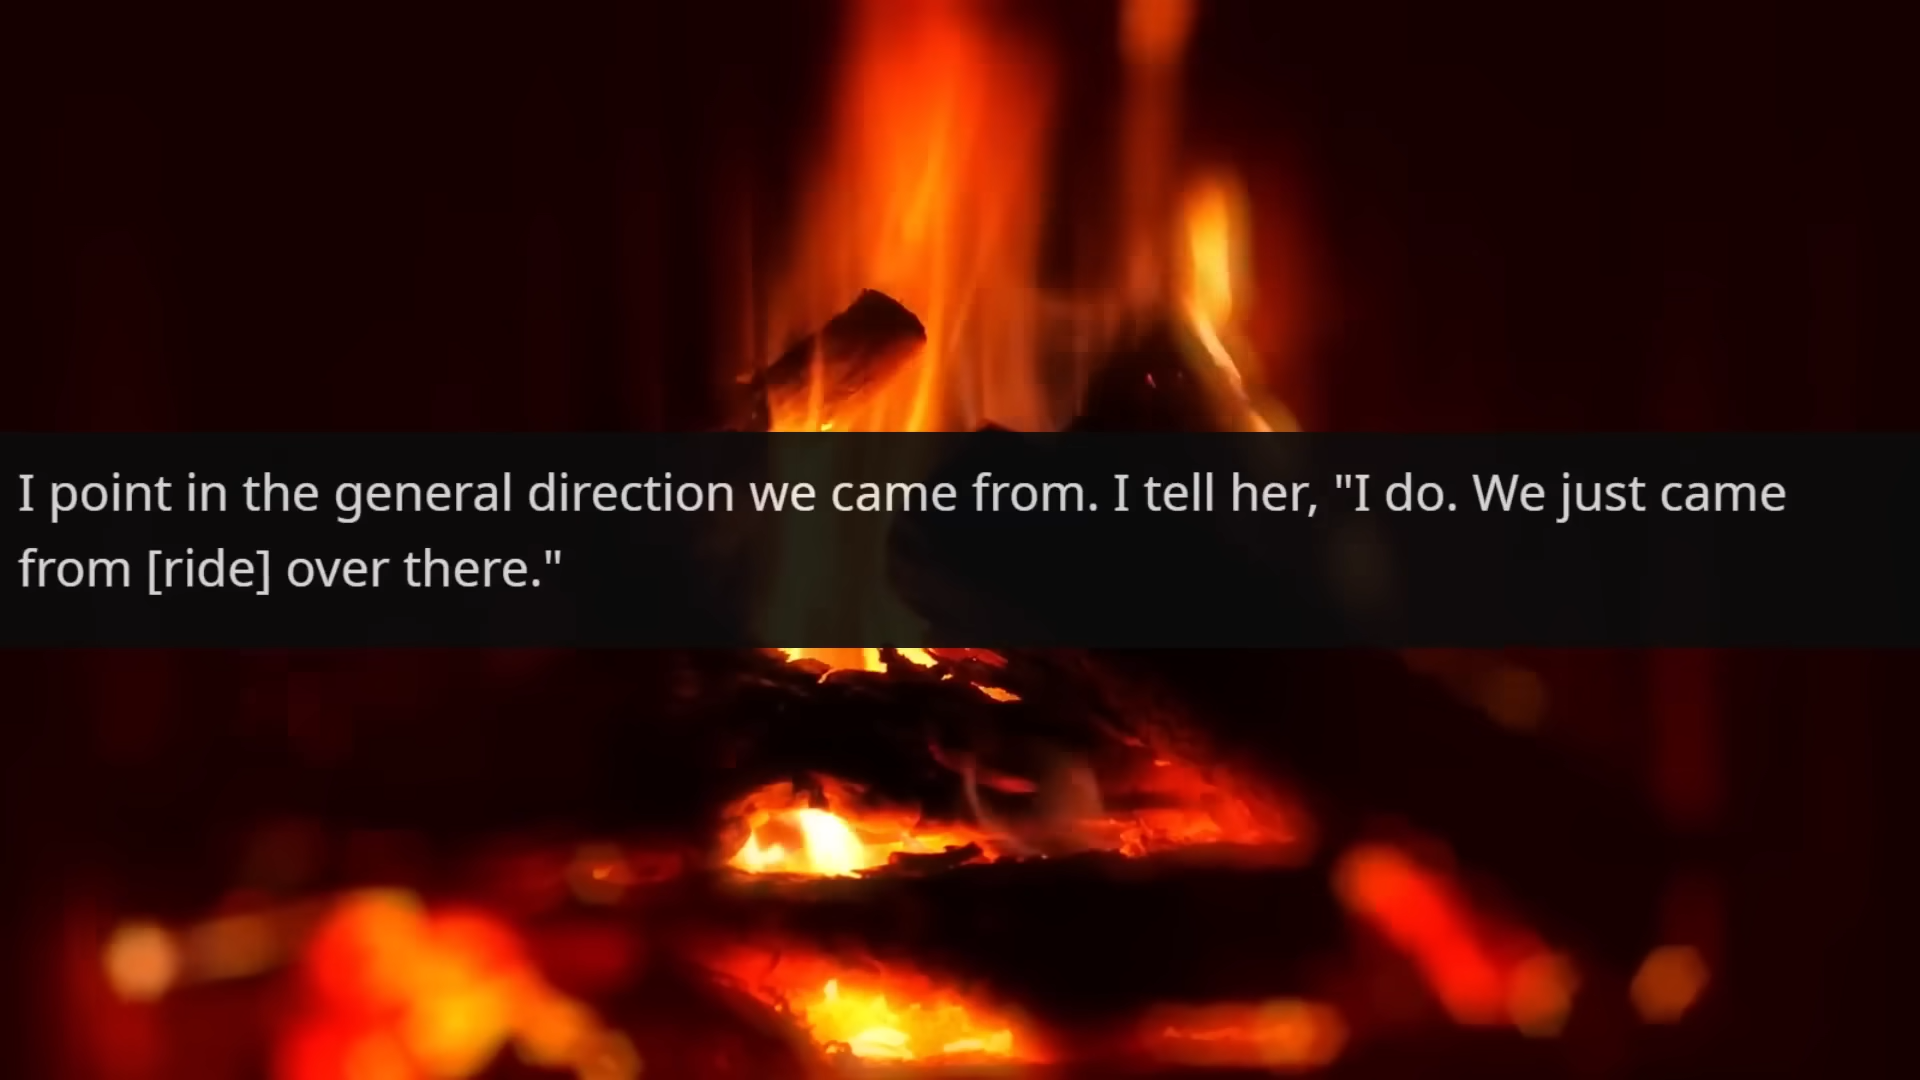 I point in the general direction we came from. I tell her, "I do. We just came
from [ride] over there."